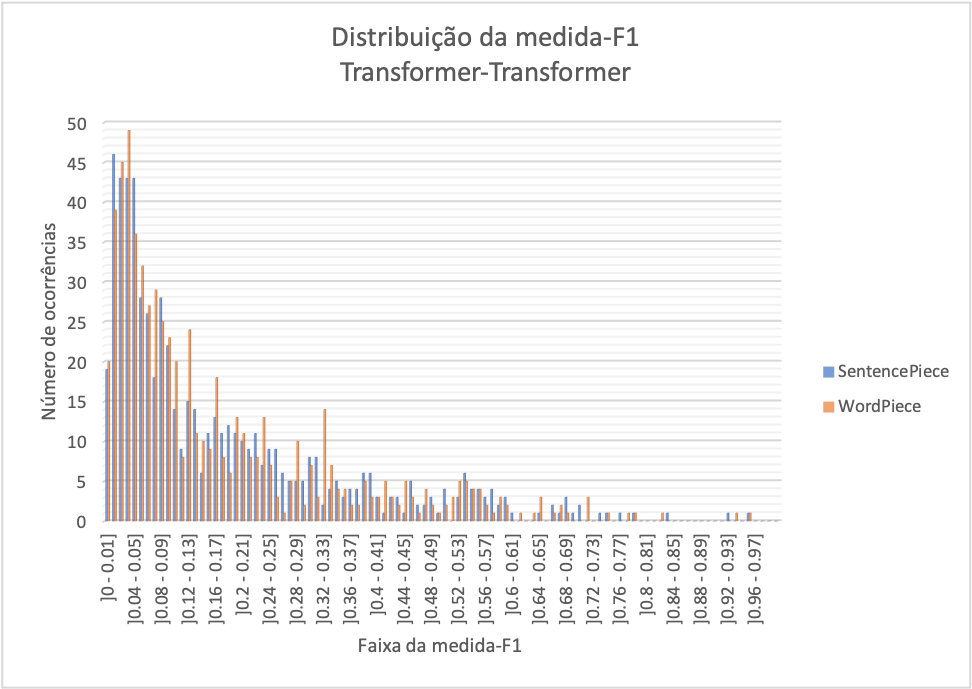 Distribuição da medida-F1
Transformer-Transformer
50
45
40
35
30
25
20
15
10
5
0
Número de ocorrências
]0 - 0.01]
]0.04 - 0.05]
]0.08 - 0.09]
]0.12 - 0.13]
]0.16 - 0.17]
]0.2 - 0.21]
]0.24 - 0.25]
]0.28 - 0.29]
]0.32 - 0.33]
]0.36 - 0.37]
]0.4 - 0.41]
]0.44 - 0.45]
]0.48 - 0.49]
]0.52 - 0.53]
]0.56 - 0.57]
]0.6 - 0.61]
]0.64 - 0.65]
]0.68 - 0.69]
]0.72 - 0.73]
]0.76 - 0.77]
]0.8 - 0.81]
]0.84 - 0.85]
]0.88 - 0.89]
]0.92 - 0.93]
]0.96 - 0.97]
Faixa da medida-F1
SentencePiece
WordPiece